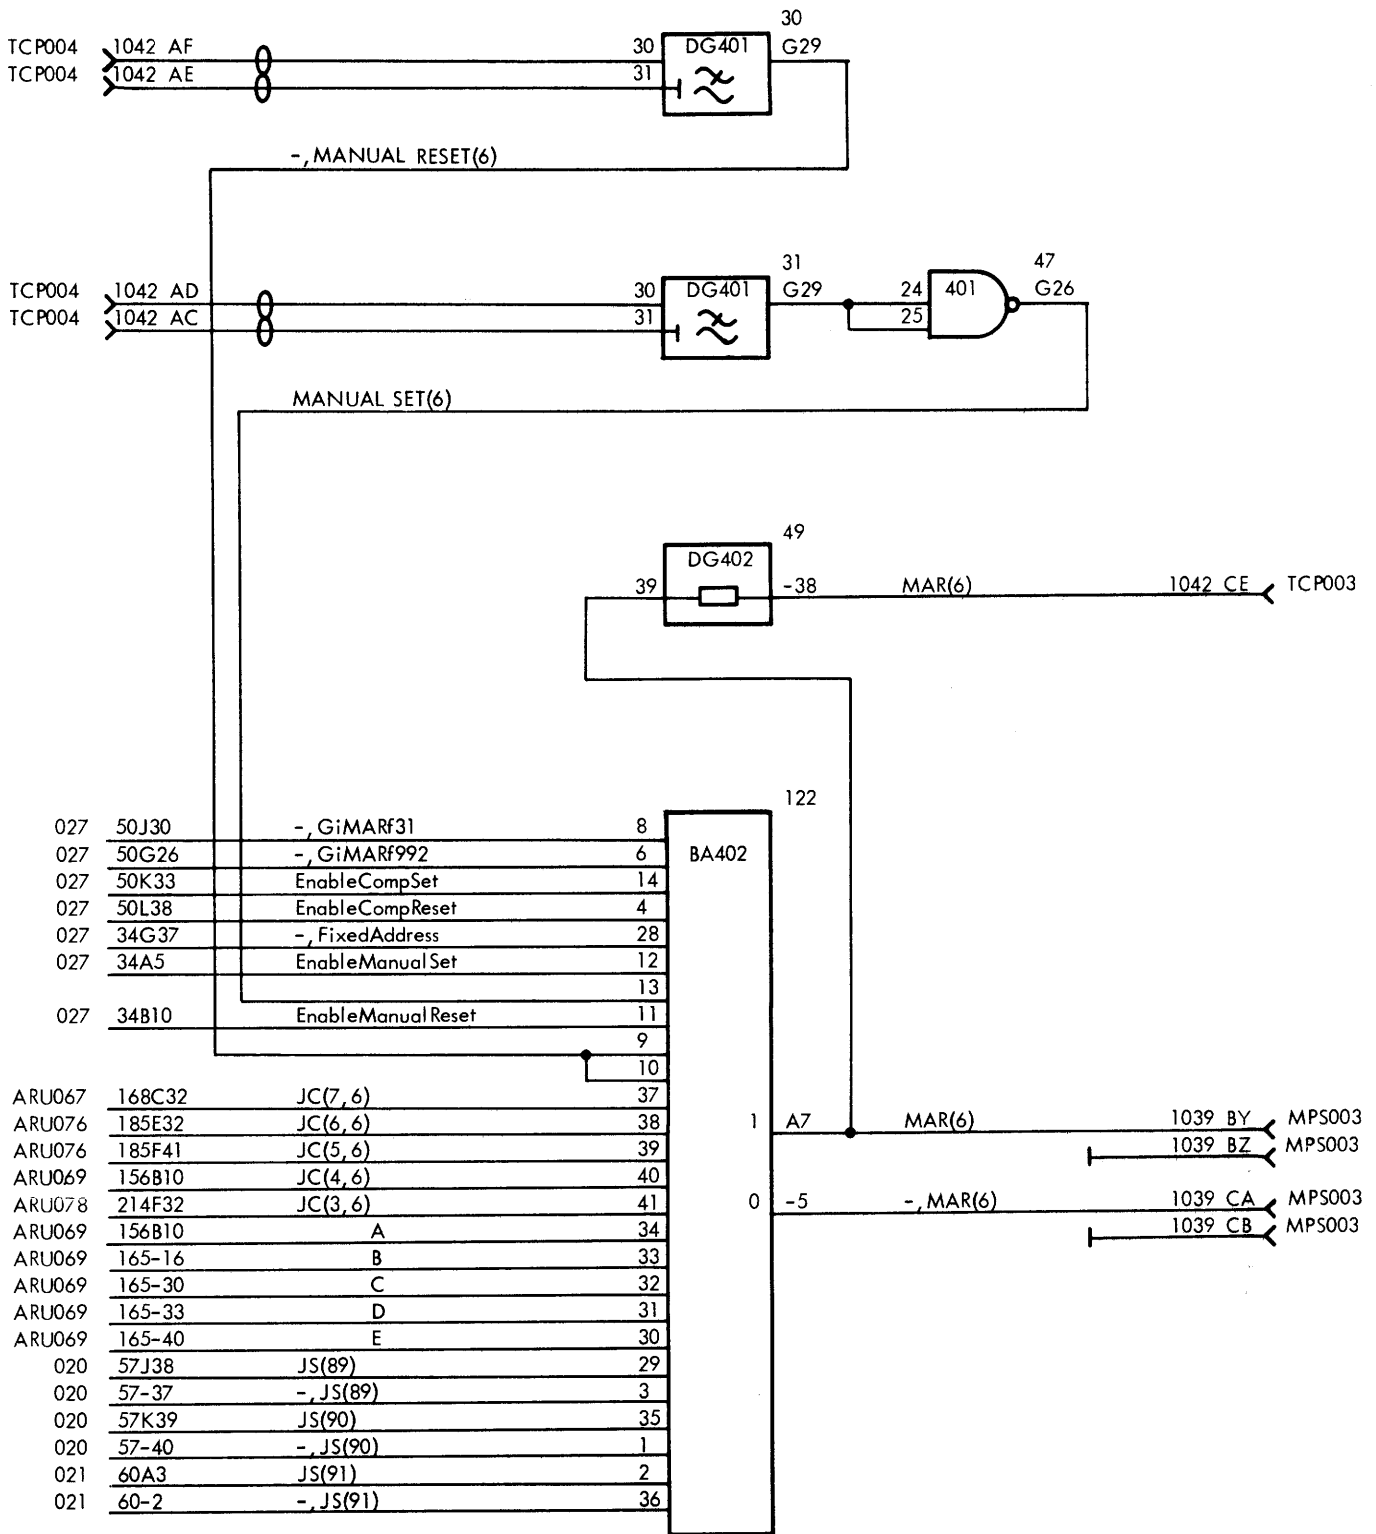 30
TCP004 1042 AF 30 DG401 G29
TCP004 1042 AE 31
-, MANUAL RESET(6)
31
TCP004 1042 AD 30 DG401 G29 24 401 47 G26
TCP004 1042 AC 31 25
MANUAL SET(6)
49
DG402
39 -38 MAR(6) 1042 CE TCP003
122
027 50J30 -, GiMARf31 8
027 50G26 -, GiMARf992 6 BA402
027 50K33 EnableCompSet 14
027 50L38 EnableCompReset 4
027 34G37 -, FixedAddress 28
027 34A5 EnableManualSet 12
13
027 34B10 EnableManualReset 11
9
10
ARU067 168C32 JC(7,6) 37
ARU076 185E32 JC(6,6) 38 1 A7 MAR(6) 1039 BY MPS003
ARU076 185F41 JC(5,6) 39 1039 BZ MPS003
ARU069 156B10 JC(4,6) 40
ARU078 214F32 JC(3,6) 41 0 -5 -, MAR(6) 1039 CA MPS003
ARU069 156B10 A 34 1039 CB MPS003
ARU069 165-16 B 33
ARU069 165-30 C 32
ARU069 165-33 D 31
ARU069 165-40 E 30
020 57J38 JS(89) 29
020 57-37 -, JS(89) 3
020 57K39 JS(90) 35
020 57-40 -, JS(90) 1
021 60A3 JS(91) 2
021 60-2 -, JS(91) 36